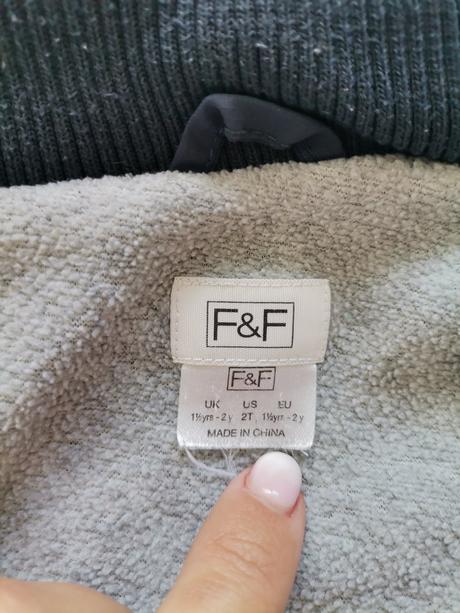 F&F
F&F
UK US EU
1½yrs - 2 y 2T 1½yrs - 2 y
MADE IN CHINA